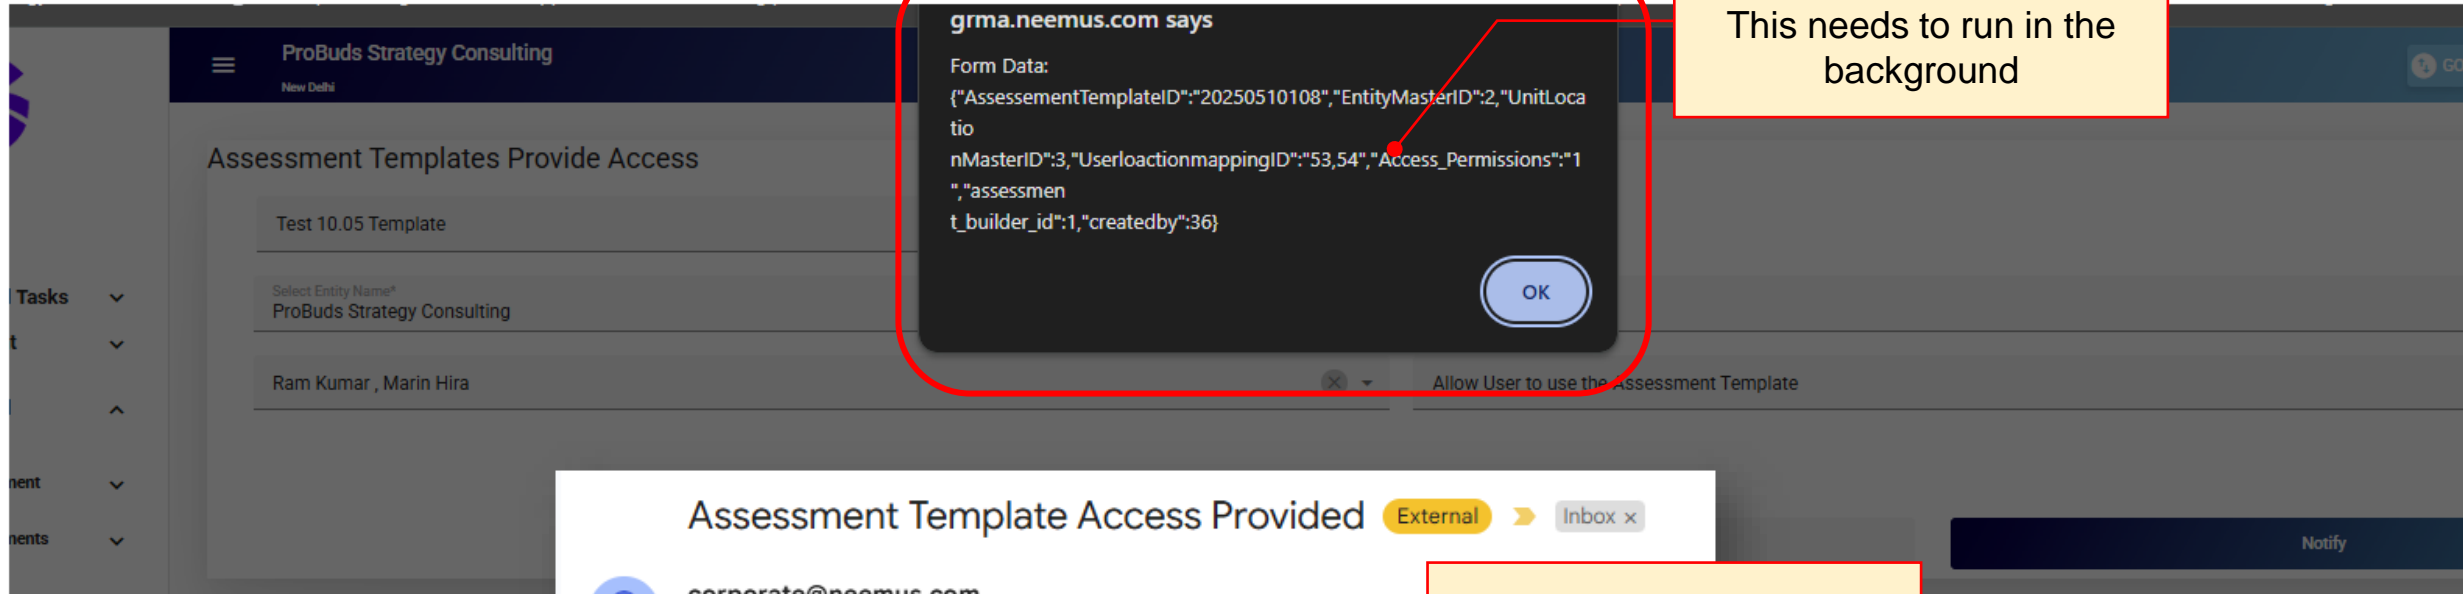 grma.neemus.com says
This needs to run in the
background
ProBuds Strategy Consulting
New Delhi
Form Data:
{"AssessementTemplateID":"20250510108","EntityMasterID":2,"UnitLoca
tio
nMasterID":3,"UserloactionmappingID":"53,54","Access_Permissions":"1
","assessmen
t_builder_id":1,"createdby":36}
OK
GO
Assessment Templates Provide Access
Test 10.05 Template
Tasks
Select Entity Name*
ProBuds Strategy Consulting
t
Ram Kumar , Marin Hira
Allow User to use the Assessment Template
nent
nents
Assessment Template Access Provided External Inbox x
Notify
corporate@neemus.com